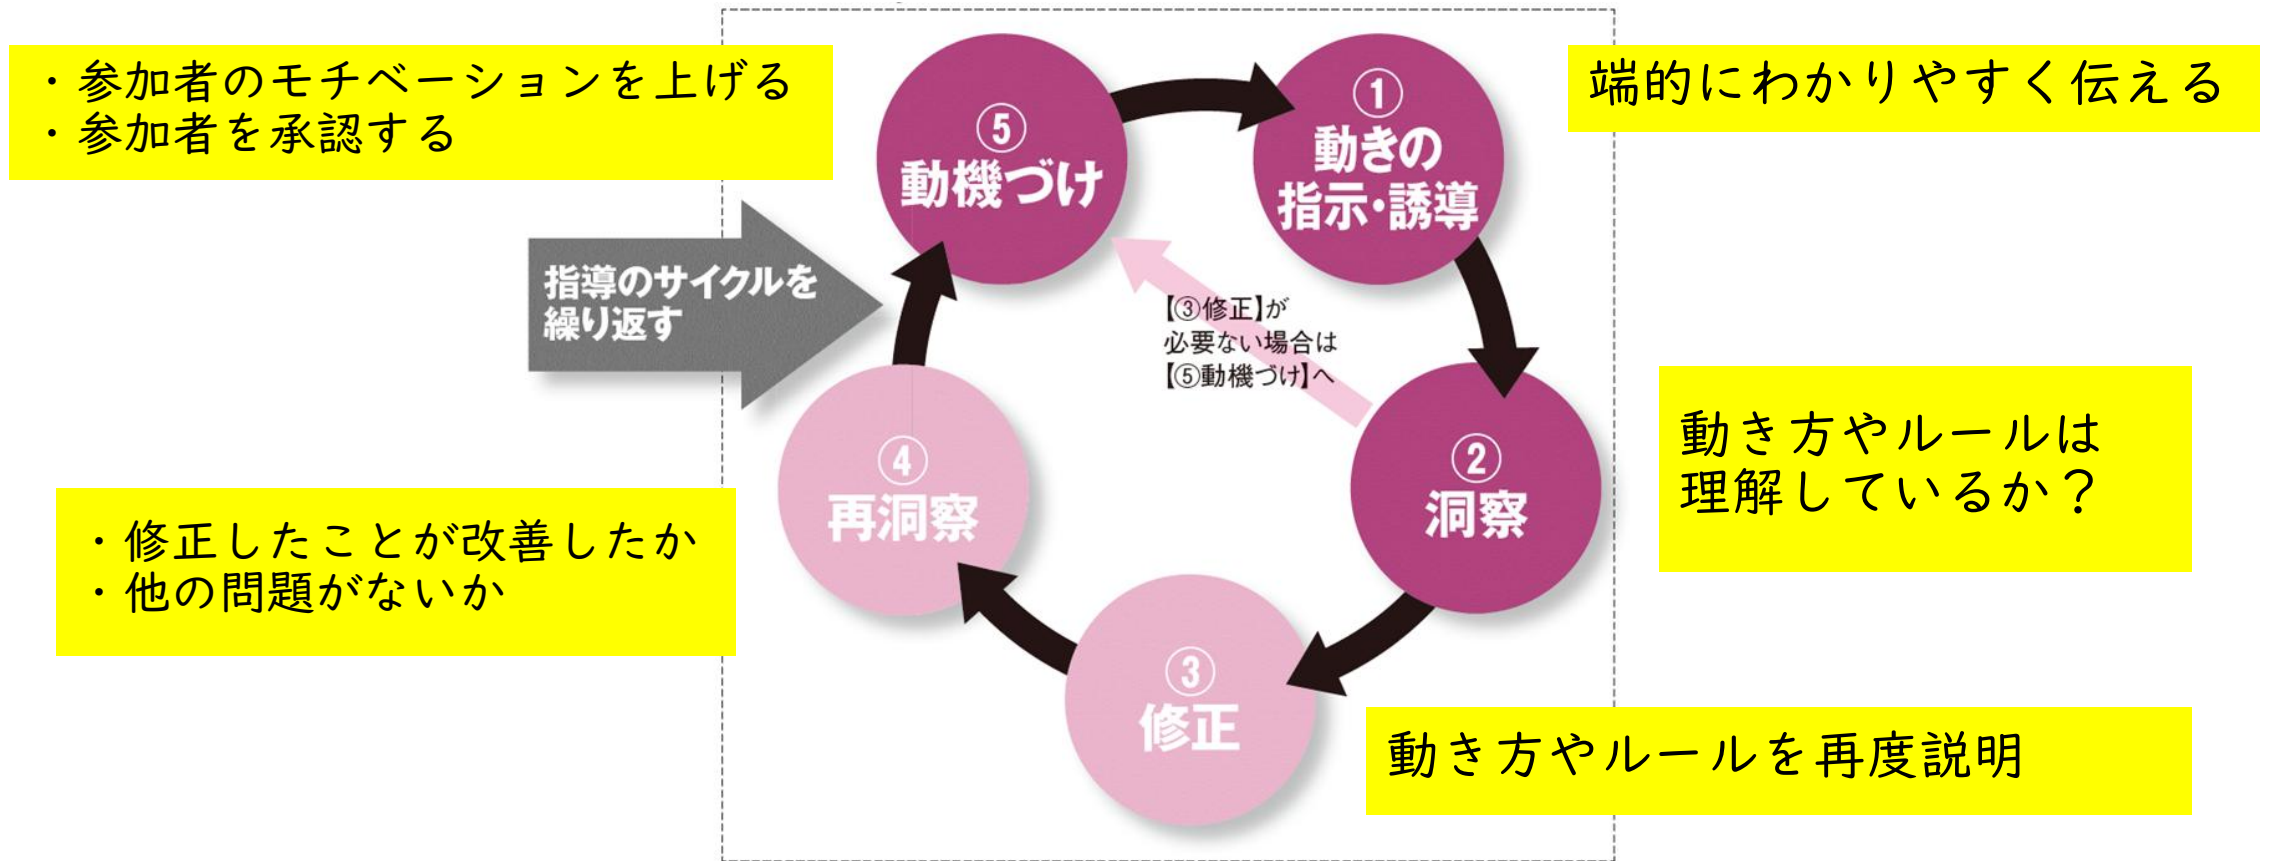 ・参加者のモチベーションを上げる
・参加者を承認する
⑤
動機づけ
①
動きの
指示・誘導
端的にわかりやすく伝える
指導のサイクルを
繰り返す
【③修正】が
必要ない場合は
【⑤動機づけ】へ
②
洞察
動き方やルールは
理解しているか？
④
再洞察
・修正したことが改善したか
・他の問題がないか
③
修正
動き方やルールを再度説明